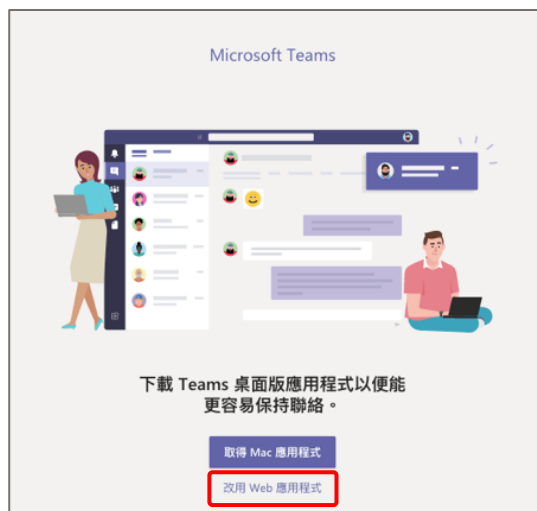 Microsoft Teams
下載 Teams 桌面版應用程式以便能
更容易保持聯絡。
取得 Mac 應用程式
改用 Web 應用程式